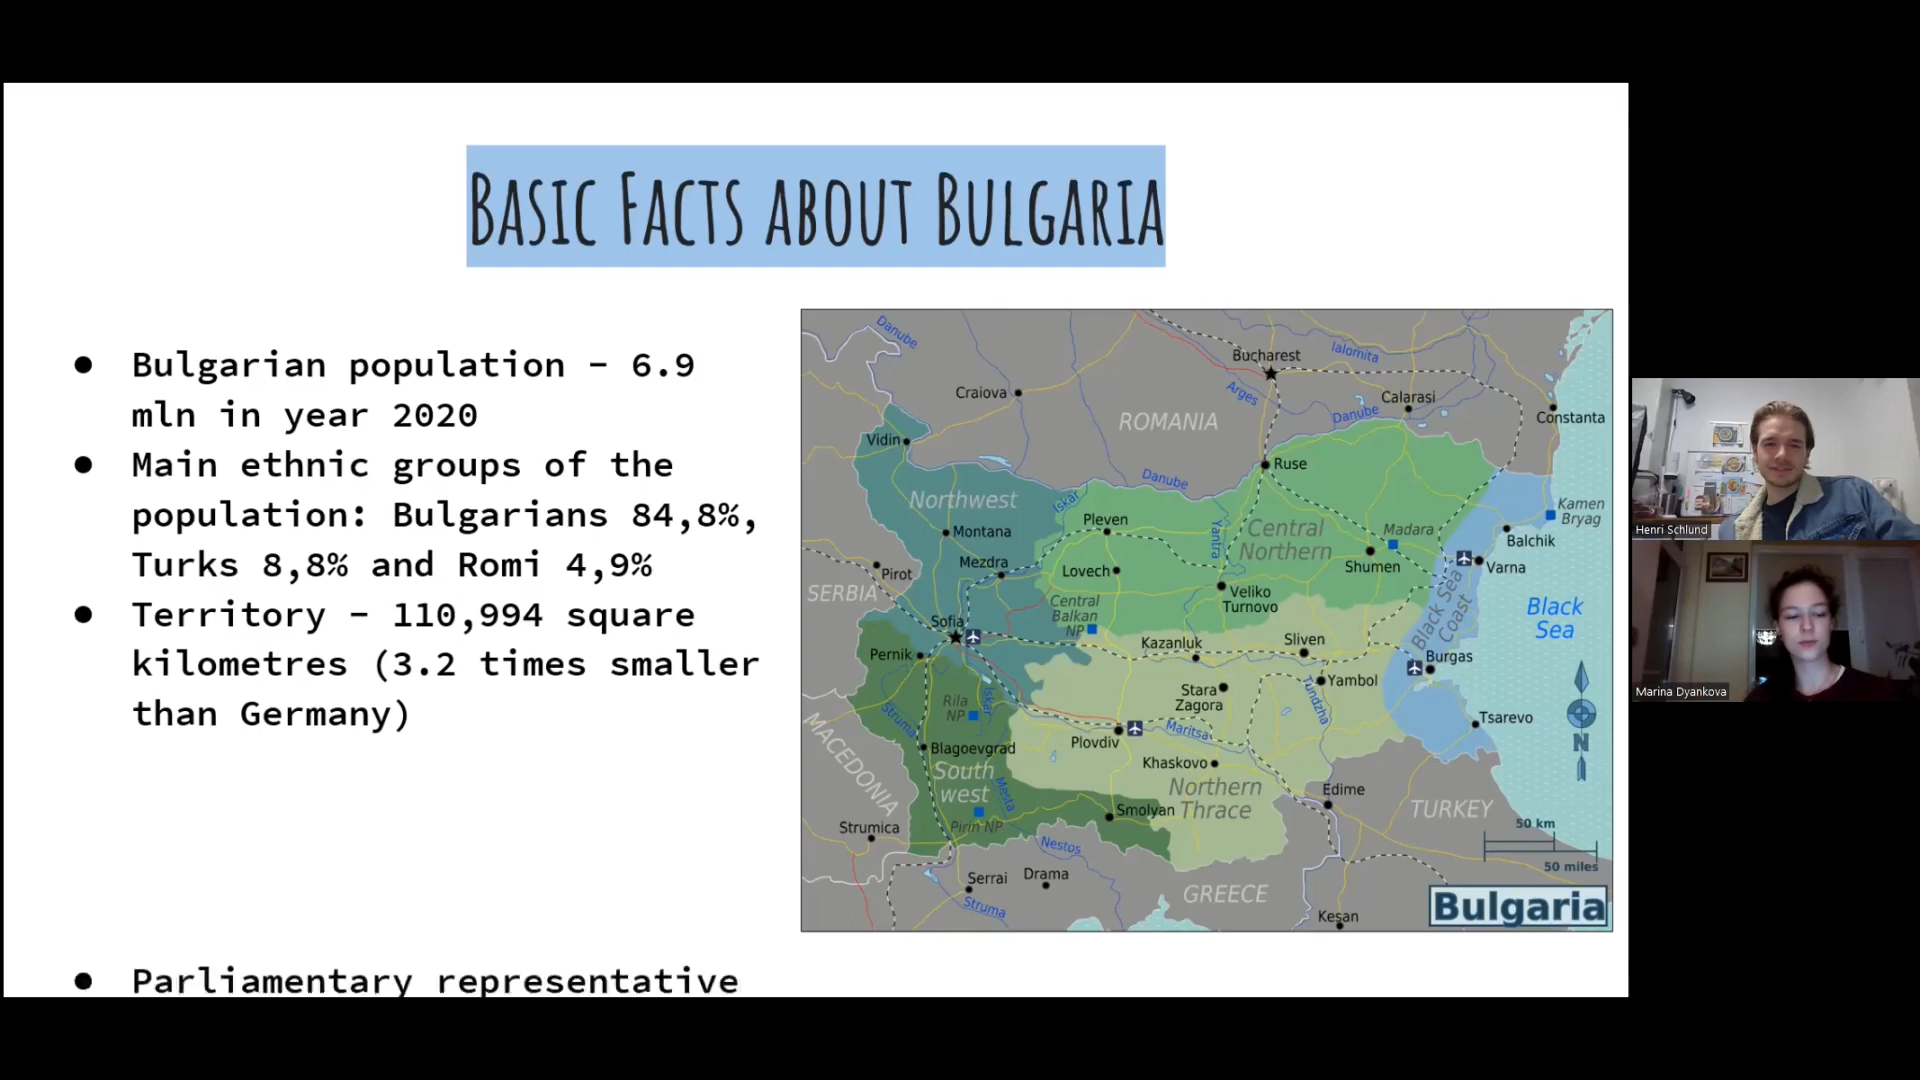 BASIC FACTS ABOUT BULGARIA
● Bulgarian population – 6.9
mln in year 2020
● Main ethnic groups of the
population: Bulgarians 84,8%,
Turks 8,8% and Romi 4,9%
● Territory – 110,994 square
kilometres (3.2 times smaller
than Germany)
● Parliamentary representative
Danube
Bucharest
Ialomita
Craiova
Arges
Calarasi
ROMANIA
Danube
Constanta
Vidin
Ruse
Danube
Northwest
Iskar
Kamen
Bryag
Pleven
Montana
Yantra
Central
Northern
Madara
Balchik
Mezdra
Lovech
Shumen
Varna
Pirot
SERBIA
Veliko
Turnovo
Central
Balkan
NP
Black Sea
Coast
Black
Sea
Sofia
Kazanluk
Sliven
Pernik
Burgas
Yambol
Stara
Zagora
Tundzha
Rila
NP
Iskar
Struma
Tsarevo
Maritsa
Plovdiv
N
MACEDONIA
Blagoevgrad
Khaskovo
South
west
Mesta
Northern
Thrace
Edirne
TURKEY
Smolyan
Pirin NP
Strumica
50 km
50 miles
Nestos
Serrai
Drama
GREECE
Struma
Kesan
Bulgaria
Henri Schlund
Marina Dyankova